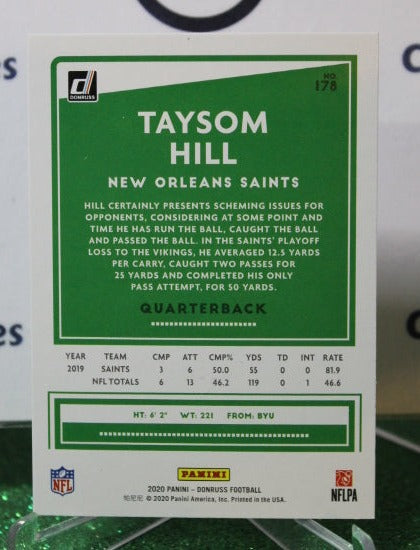 DONRUSS
NO.
178
TAYSOM
HILL
NEW ORLEANS SAINTS
HILL CERTAINLY PRESENTS SCHEMING ISSUES FOR
OPPONENTS, CONSIDERING AT SOME POINT AND
TIME HE HAS RUN THE BALL, CAUGHT THE BALL
AND PASSED THE BALL. IN THE SAINTS' PLAYOFF
LOSS TO THE VIKINGS, HE AVERAGED 12.5 YARDS
PER CARRY, CAUGHT TWO PASSES FOR
25 YARDS AND COMPLETED HIS ONLY
PASS ATTEMPT, FOR 50 YARDS.
QUARTERBACK
YEAR TEAM CMP ATT CMP% YDS TD INT RATE
2019 SAINTS 3 6 50.0 55 0 0 81.9
NFL TOTALS 6 13 46.2 119 0 1 46.6
HT: 6' 2" WT: 221 FROM: BYU
NFL
PANINI
NFLPA
2020 PANINI – DONRUSS FOOTBALL
帕尼尼 © 2020 Panini America, Inc. Printed in the USA.